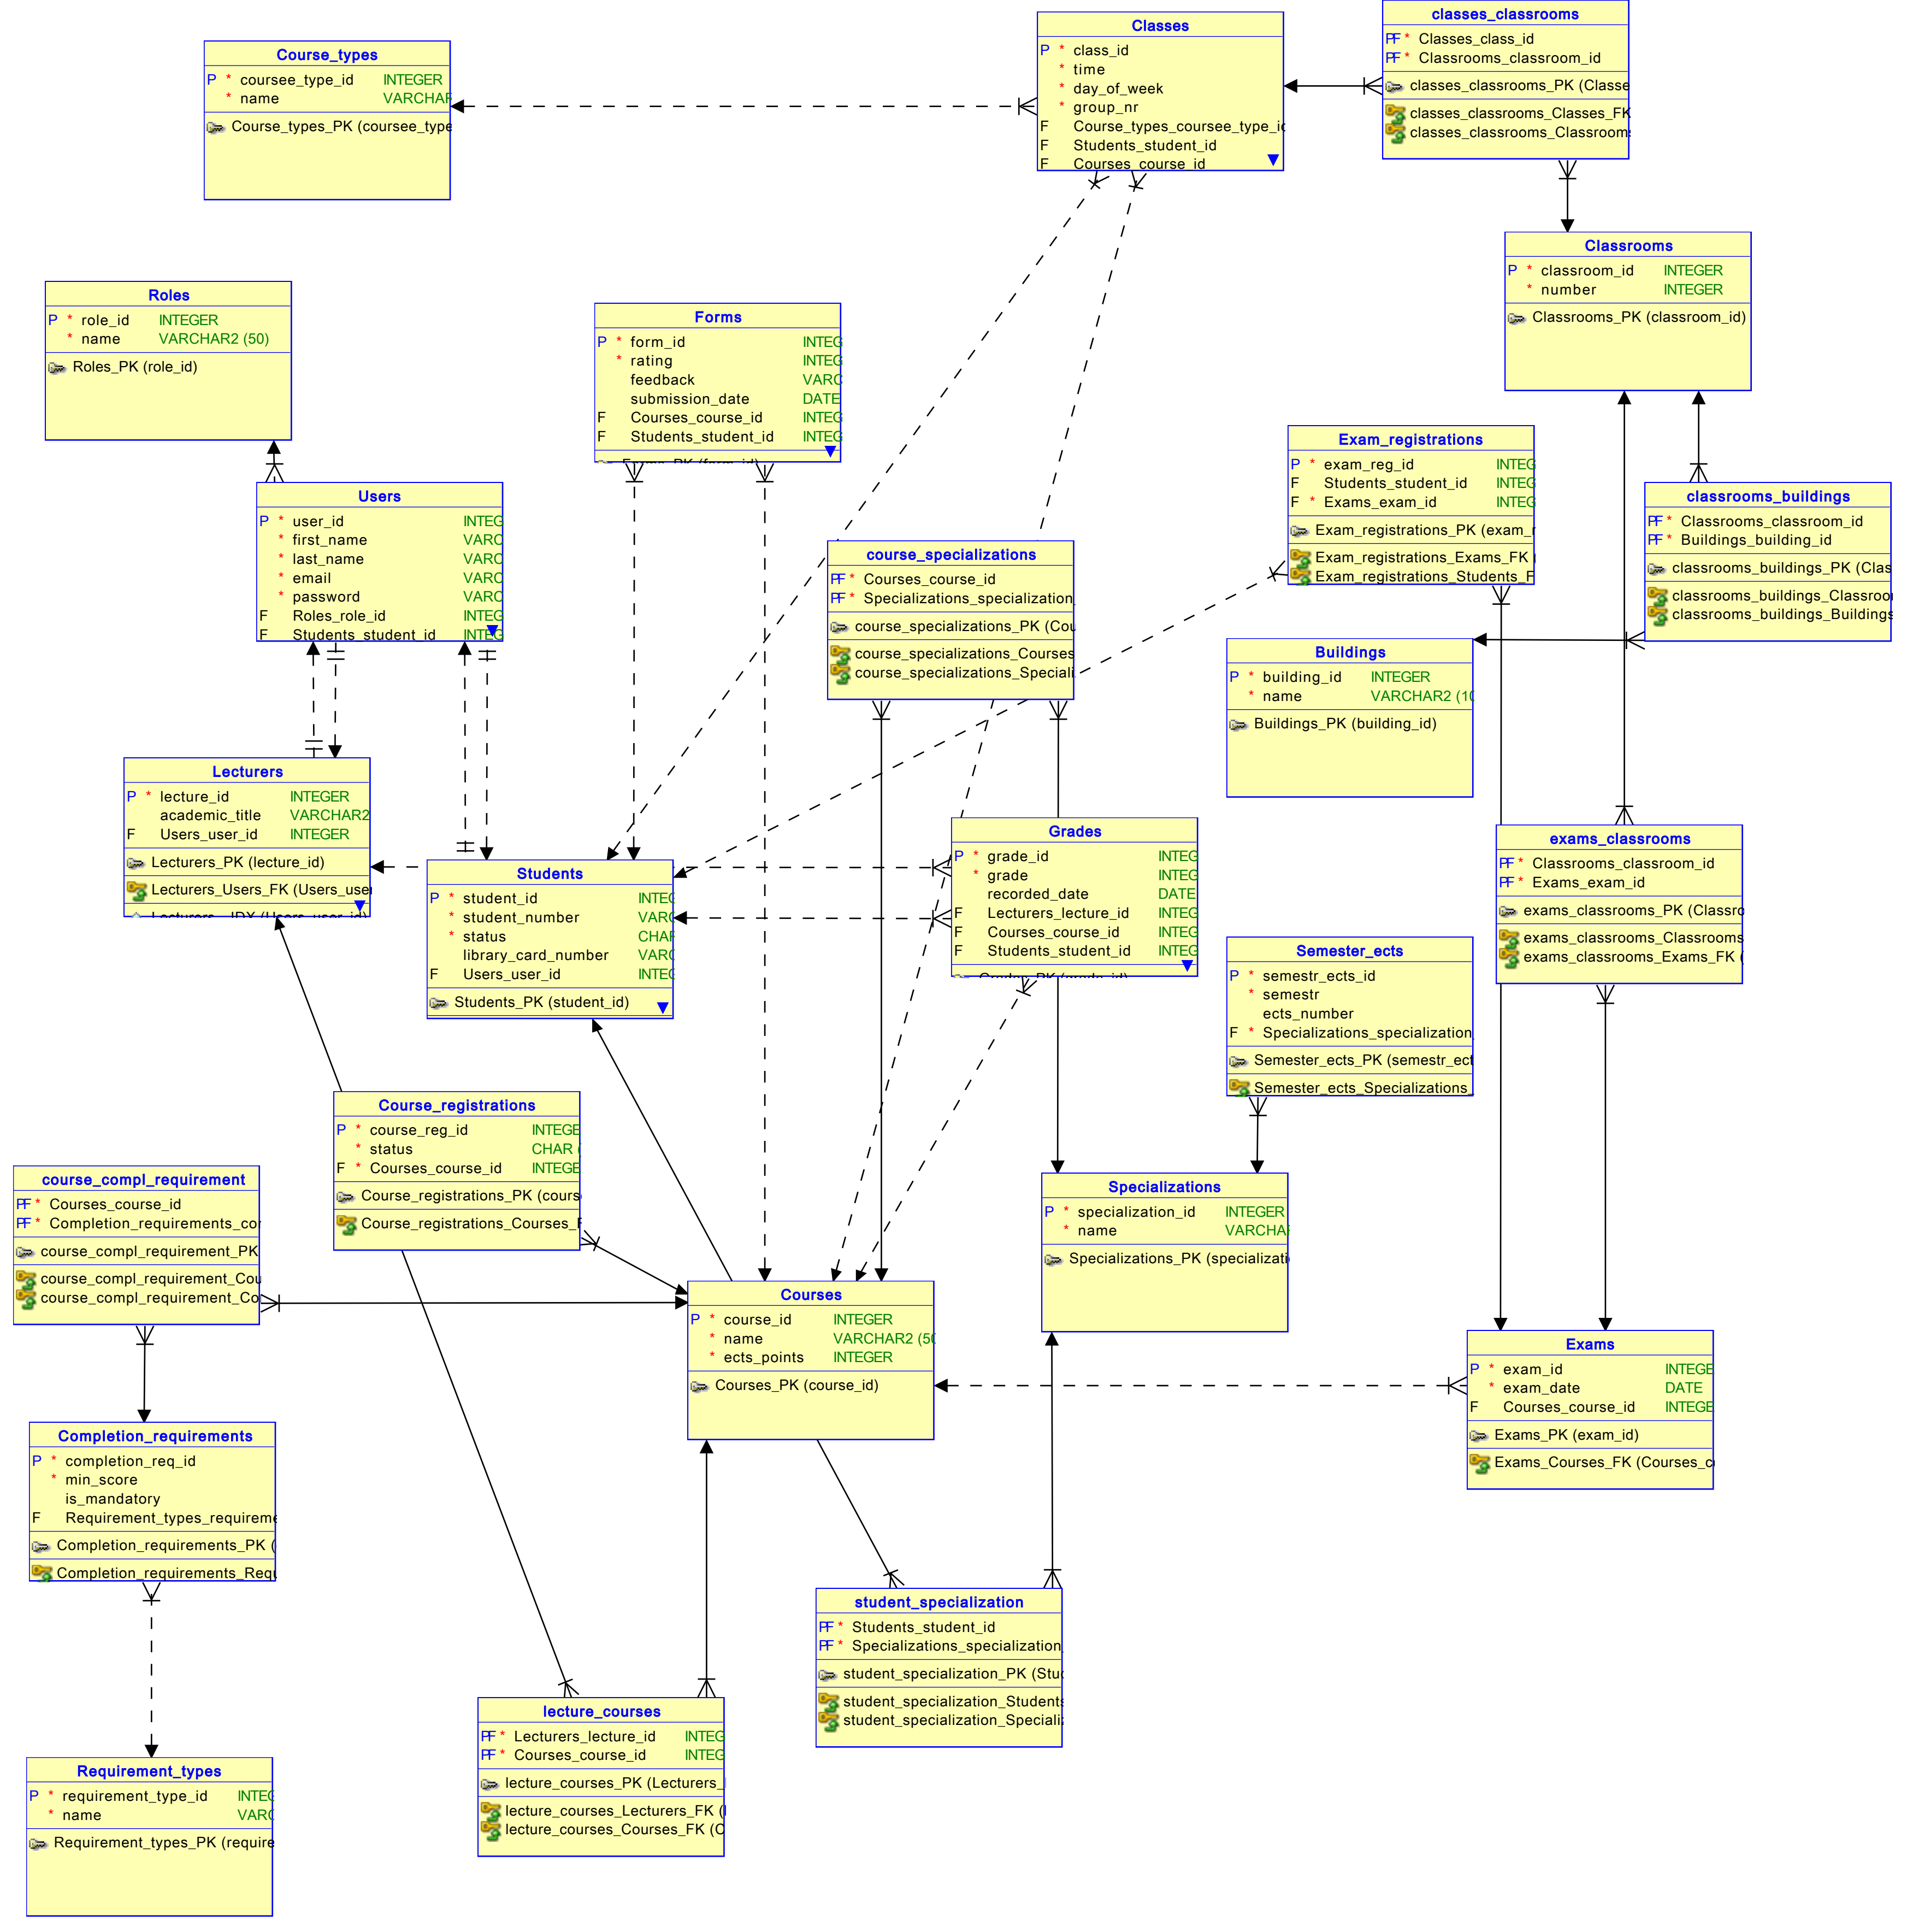 Course_types
P * coursee_type_id INTEGER
* name VARCHAR
Course_types_PK (coursee_type
Classes
P * class_id
* time
* day_of_week
* group_nr
F Course_types_coursee_type_id
F Students_student_id
F Courses_course_id
classes_classrooms
PF * Classes_class_id
PF * Classrooms_classroom_id
classes_classrooms_PK (Classe
classes_classrooms_Classes_FK
classes_classrooms_Classrooms
Classrooms
P * classroom_id INTEGER
* number INTEGER
Classrooms_PK (classroom_id)
Roles
P * role_id INTEGER
* name VARCHAR2 (50)
Roles_PK (role_id)
Forms
P * form_id INTEG
* rating INTEG
feedback VARC
submission_date DATE
F Courses_course_id INTEG
F Students_student_id INTEG
Exam_registrations
P * exam_reg_id INTEG
F Students_student_id INTEG
F * Exams_exam_id INTEG
Exam_registrations_PK (exam_r
Exam_registrations_Exams_FK (
Exam_registrations_Students_F
Users
P * user_id INTEG
* first_name VARC
* last_name VARC
* email VARC
* password VARC
F Roles_role_id INTEG
F Students_student_id INTEG
classrooms_buildings
PF * Classrooms_classroom_id
PF * Buildings_building_id
classrooms_buildings_PK (Clas
classrooms_buildings_Classroo
classrooms_buildings_Buildings
course_specializations
PF * Courses_course_id
PF * Specializations_specialization
course_specializations_PK (Cou
course_specializations_Courses
course_specializations_Speciali
Buildings
P * building_id INTEGER
* name VARCHAR2 (10
Buildings_PK (building_id)
Lecturers
P * lecture_id INTEGER
academic_title VARCHAR2
F Users_user_id INTEGER
Lecturers_PK (lecture_id)
Lecturers_Users_FK (Users_user
Lecturers__IDX (Users_user_id)
Students
P * student_id INTEG
* student_number VARC
* status CHAR
library_card_number VARC
F Users_user_id INTEG
Students_PK (student_id)
Grades
P * grade_id INTEG
* grade INTEG
recorded_date DATE
F Lecturers_lecture_id INTEG
F Courses_course_id INTEG
F Students_student_id INTEG
Grades_PK (grade_id)
exams_classrooms
PF * Classrooms_classroom_id
PF * Exams_exam_id
exams_classrooms_PK (Classro
exams_classrooms_Classrooms
exams_classrooms_Exams_FK (
Semester_ects
P * semestr_ects_id
* semestr
ects_number
F * Specializations_specialization
Semester_ects_PK (semestr_ect
Semester_ects_Specializations_
Course_registrations
P * course_reg_id INTEGE
* status CHAR (
F * Courses_course_id INTEGE
Course_registrations_PK (cours
Course_registrations_Courses_F
course_compl_requirement
PF * Courses_course_id
PF * Completion_requirements_co
course_compl_requirement_PK
course_compl_requirement_Cou
course_compl_requirement_Co
Specializations
P * specialization_id INTEGER
* name VARCHA
Specializations_PK (specializati
Courses
P * course_id INTEGER
* name VARCHAR2 (50
* ects_points INTEGER
Courses_PK (course_id)
Exams
P * exam_id INTEGE
* exam_date DATE
F Courses_course_id INTEGE
Exams_PK (exam_id)
Exams_Courses_FK (Courses_c
Completion_requirements
P * completion_req_id
* min_score
is_mandatory
F Requirement_types_requireme
Completion_requirements_PK (
Completion_requirements_Requ
student_specialization
PF * Students_student_id
PF * Specializations_specialization
student_specialization_PK (Stu
student_specialization_Students
student_specialization_Speciali
lecture_courses
PF * Lecturers_lecture_id INTEG
PF * Courses_course_id INTEG
lecture_courses_PK (Lecturers_
lecture_courses_Lecturers_FK (
lecture_courses_Courses_FK (C
Requirement_types
P * requirement_type_id INTEG
* name VARC
Requirement_types_PK (require